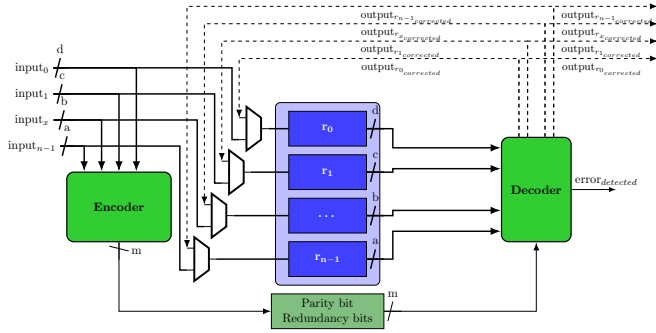 output_{r_{n-1}corrected} output_{r_{n-1}corrected}
output_{r_x corrected} output_{r_x corrected}
output_{r_1 corrected} output_{r_1 corrected}
output_{r_0 corrected} output_{r_0 corrected}
d
input_0
c
input_1
b
input_x
a
input_{n-1}
r_0
d
r_1
c
...
b
r_{n-1}
a
Encoder
m
Decoder
error_{detected}
Parity bit
Redundancy bits
m